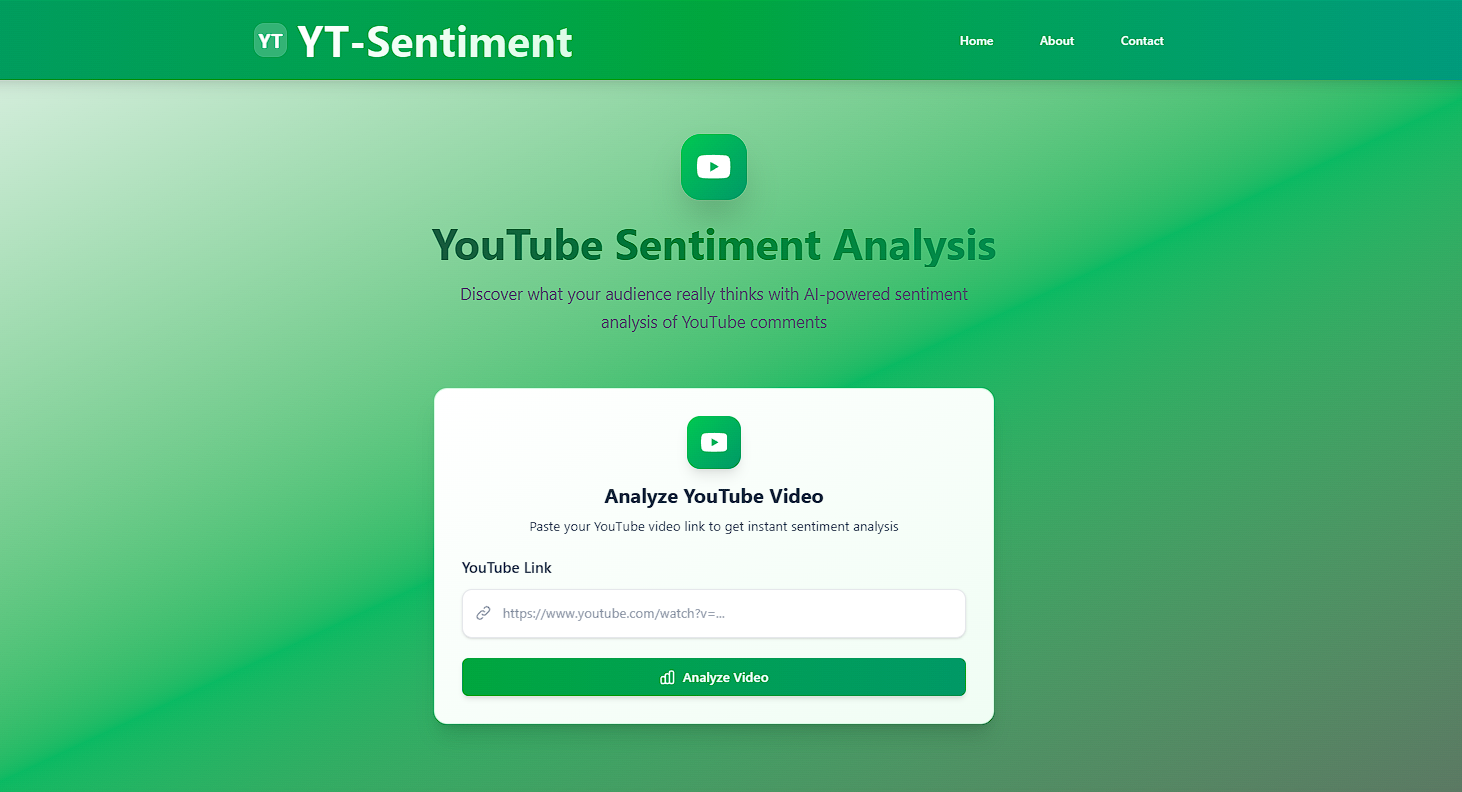 YT YT-Sentiment
Home About Contact
YouTube Sentiment Analysis
Discover what your audience really thinks with AI-powered sentiment
analysis of YouTube comments
Analyze YouTube Video
Paste your YouTube video link to get instant sentiment analysis
YouTube Link
https://www.youtube.com/watch?v=...
Analyze Video